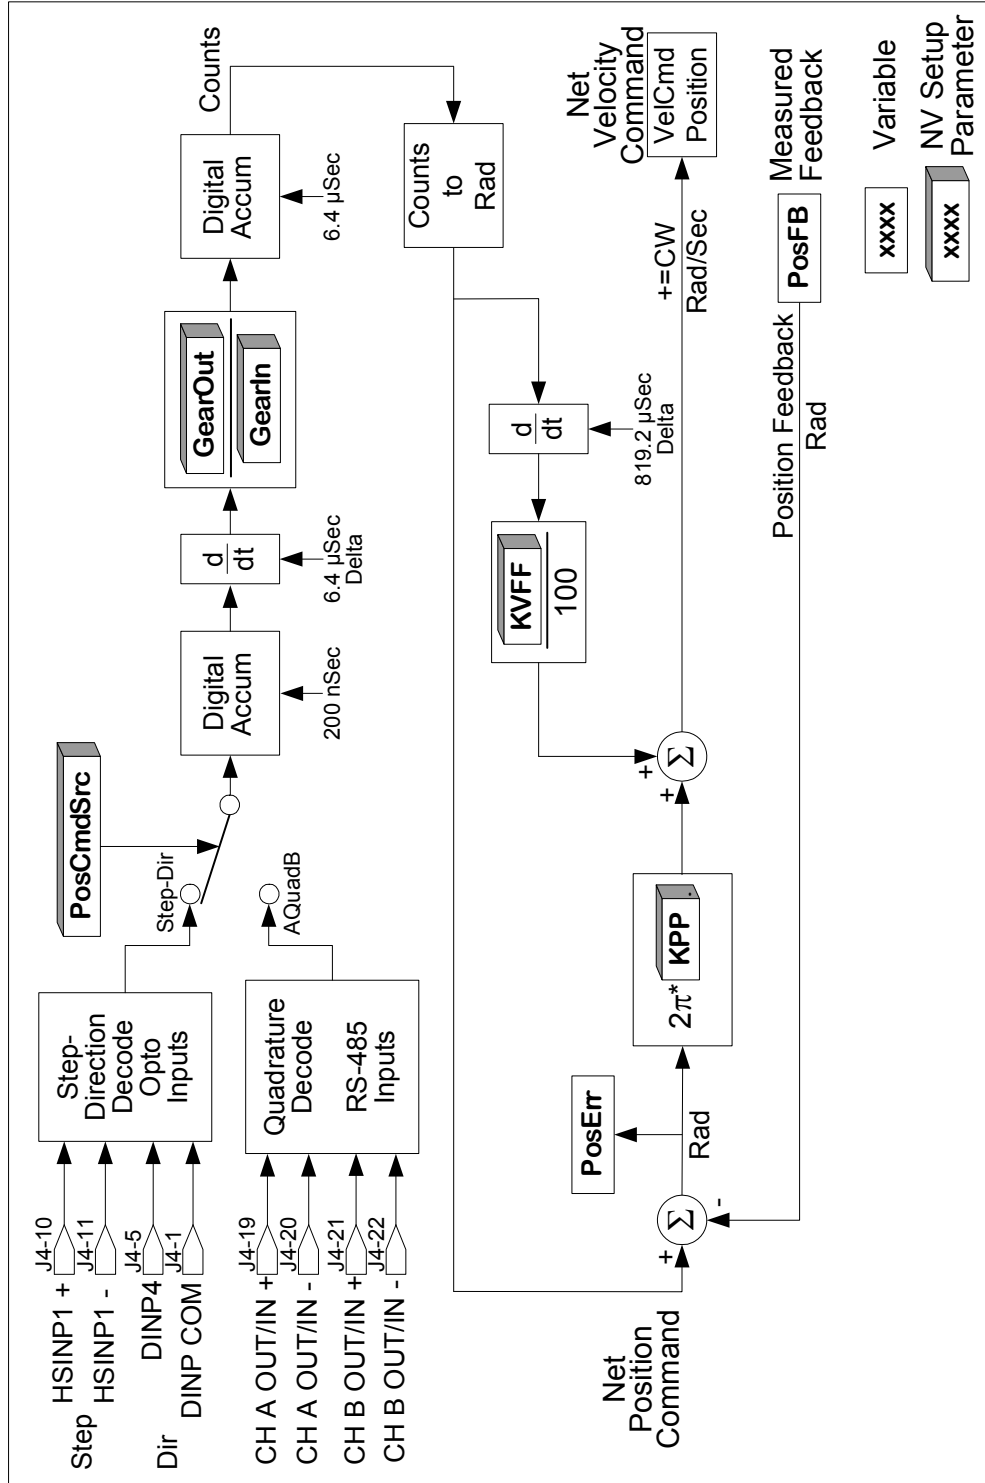 Step
HSINP1 +
J4-10
HSINP1 -
J4-11
Dir
DINP4
J4-5
DINP COM
J4-1
Step-
Direction
Decode
Opto
Inputs
CH A OUT/IN +
J4-19
CH A OUT/IN -
J4-20
CH B OUT/IN +
J4-21
CH B OUT/IN -
J4-22
Quadrature
Decode
RS-485
Inputs
PosCmdSrc
Step-Dir
AQuadB
Digital
Accum
200 nSec
d
dt
6.4 µSec
Delta
GearOut
GearIn
Digital
Accum
6.4 µSec
Counts
Counts
to
Rad
d
dt
819.2 µSec
Delta
KVFF
100
Net
Position
Command
+
Σ
-
Rad
PosErr
2π*
KPP
+
+
Σ
+=CW
Rad/Sec
Net
Velocity
Command
VelCmd
Position
Position Feedback
Rad
PosFB
Measured
Feedback
xxxx
Variable
xxxx
NV Setup
Parameter